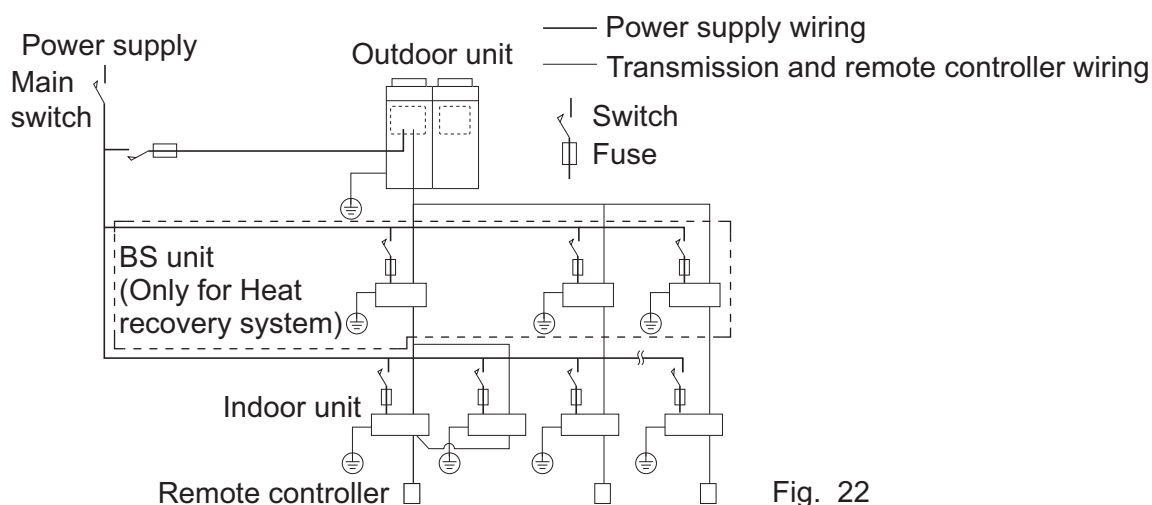 Power supply
Main
switch
Outdoor unit
Power supply wiring
Transmission and remote controller wiring
Switch
Fuse
BS unit
(Only for Heat
recovery system)
Indoor unit
Remote controller
Fig. 22